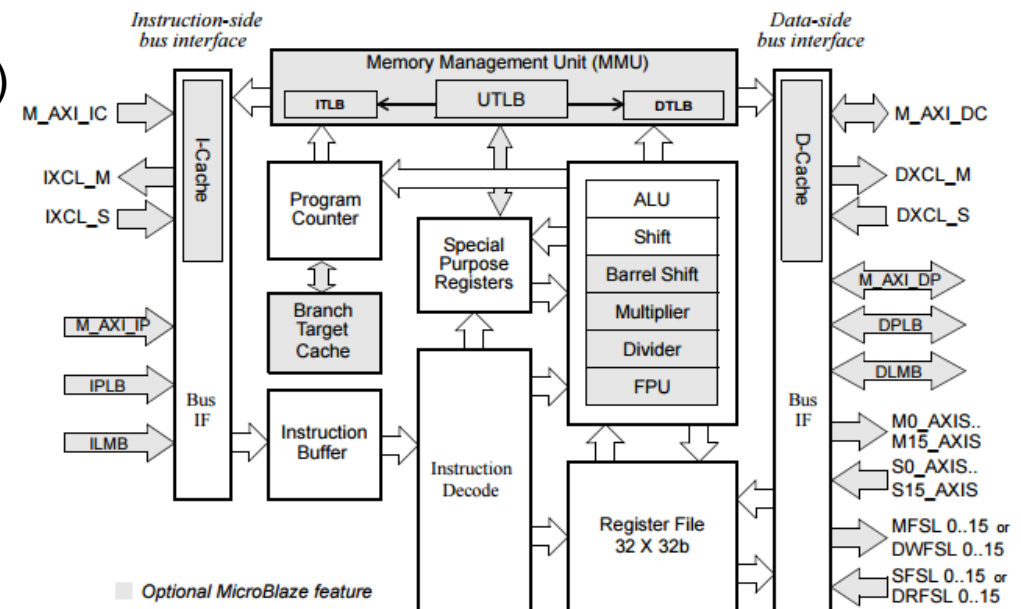 Instruction-side
bus interface
Data-side
bus interface
)
Memory Management Unit (MMU)
ITLB
UTLB
DTLB
M_AXI_IC
IXCL_M
IXCL_S
I-Cache
M_AXI_IP
IPLB
ILMB
Bus
IF
Program
Counter
Branch
Target
Cache
Instruction
Buffer
Special
Purpose
Registers
Instruction
Decode
ALU
Shift
Barrel Shift
Multiplier
Divider
FPU
Register File
32 X 32b
D-Cache
Bus
IF
M_AXI_DC
DXCL_M
DXCL_S
M_AXI_DP
DPLB
DLMB
M0_AXIS..
M15_AXIS
S0_AXIS..
S15_AXIS
MFSL 0..15 or
DWFSL 0..15
SFSL 0..15 or
DRFSL 0..15
Optional MicroBlaze feature